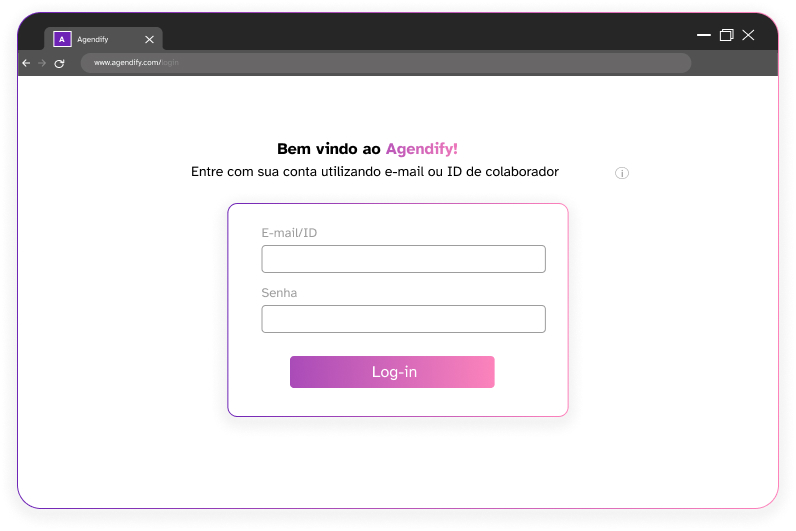 A Agendify
www.agendify.com/login
Bem vindo ao Agendify!
Entre com sua conta utilizando e-mail ou ID de colaborador
E-mail/ID
Senha
Log-in